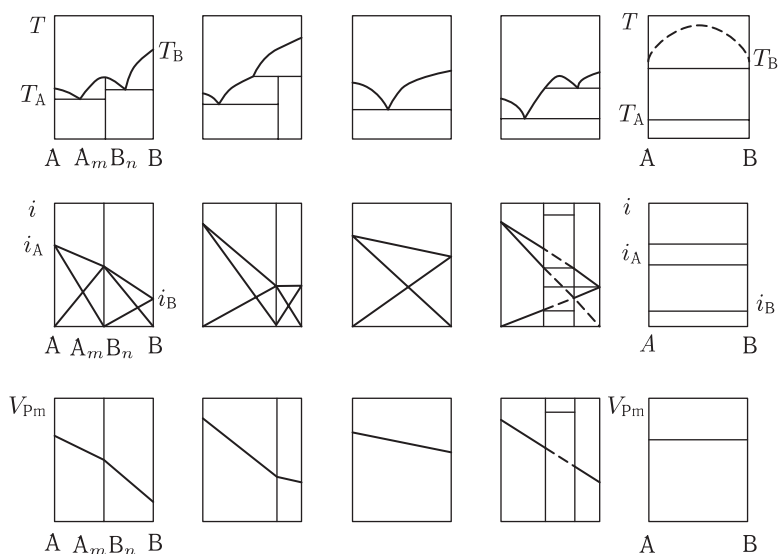 T
T_B
T_A
A A_mB_n B
T
T_B
T_A
A B
i
i_A
i_B
A A_mB_n B
i
i_A
i_B
A B
V_Pm
A A_mB_n B
V_Pm
A B